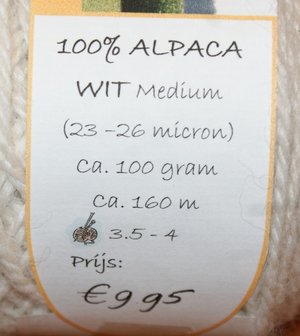 100% ALPACA
WIT Medium
(23 -26 micron)
Ca. 100 gram
Ca. 160 m
3.5 - 4
Prijs:
€9 95